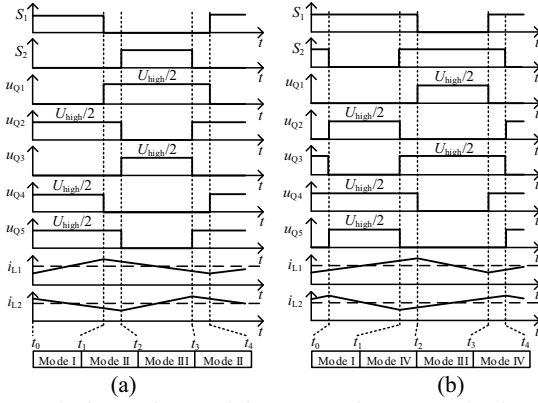 S1
t
S2
t
uQ1
Uhigh/2
t
uQ2
Uhigh/2
t
uQ3
Uhigh/2
t
uQ4
Uhigh/2
t
uQ5
Uhigh/2
t
iL1
t
iL2
t
t0 t1 t2 t3 t4
Mode I Mode II Mode III Mode II
(a)
S1
t
S2
t
uQ1
Uhigh/2
t
uQ2
Uhigh/2
t
uQ3
Uhigh/2
t
uQ4
Uhigh/2
t
uQ5
Uhigh/2
t
iL1
t
iL2
t
t0 t1 t2 t3 t4
Mode I Mode IV Mode III Mode IV
(b)